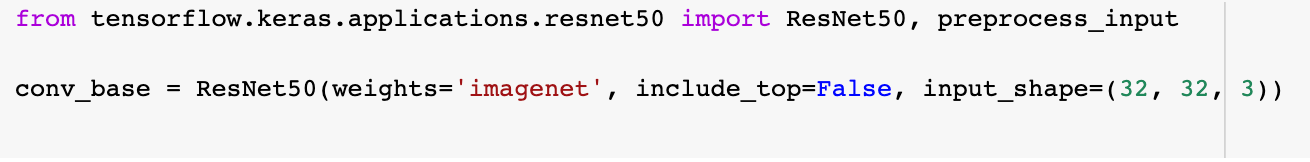 from tensorflow.keras.applications.resnet50 import ResNet50, preprocess_input
conv_base = ResNet50(weights='imagenet', include_top=False, input_shape=(32, 32, 3))